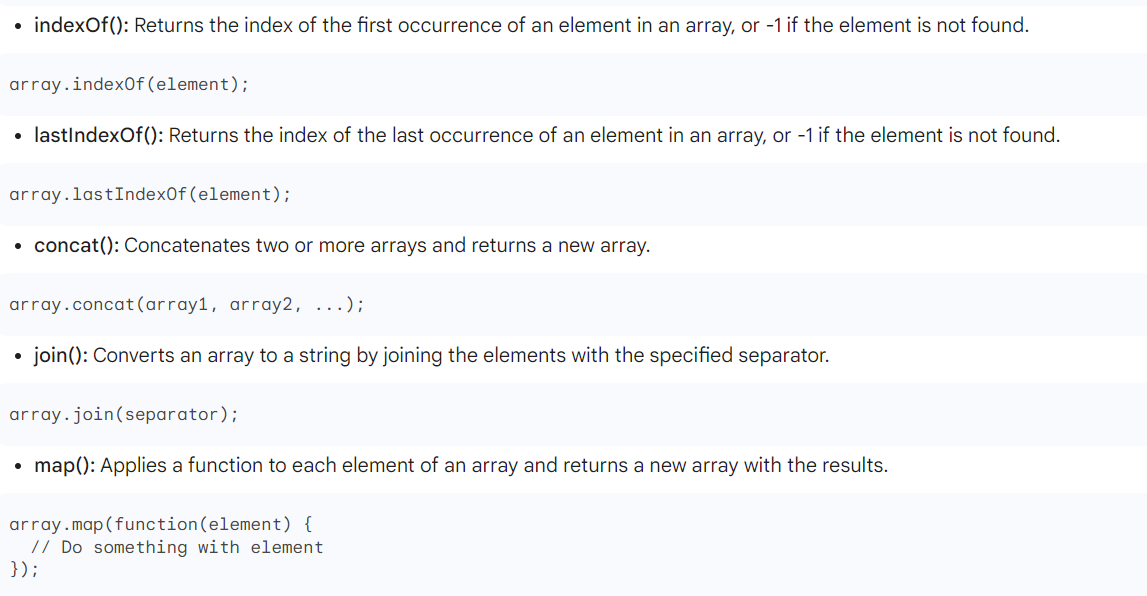 • indexOf(): Returns the index of the first occurrence of an element in an array, or -1 if the element is not found.
array.indexOf(element);
• lastIndexOf(): Returns the index of the last occurrence of an element in an array, or -1 if the element is not found.
array.lastIndexOf(element);
• concat(): Concatenates two or more arrays and returns a new array.
array.concat(array1, array2, ...);
• join(): Converts an array to a string by joining the elements with the specified separator.
array.join(separator);
• map(): Applies a function to each element of an array and returns a new array with the results.
array.map(function(element) {
  // Do something with element
});